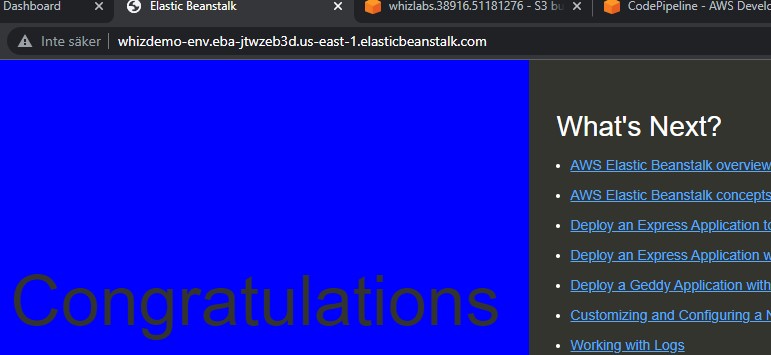 Dashboard
Elastic Beanstalk
whizlabs.38916.51181276 - S3 bu
CodePipeline - AWS Develo
Inte säker
whizdemo-env.eba-jtwzeb3d.us-east-1.elasticbeanstalk.com
What's Next?
AWS Elastic Beanstalk overview
AWS Elastic Beanstalk concepts
Deploy an Express Application to
Deploy an Express Application w
Deploy a Geddy Application with
Customizing and Configuring a N
Working with Logs
Congratulations